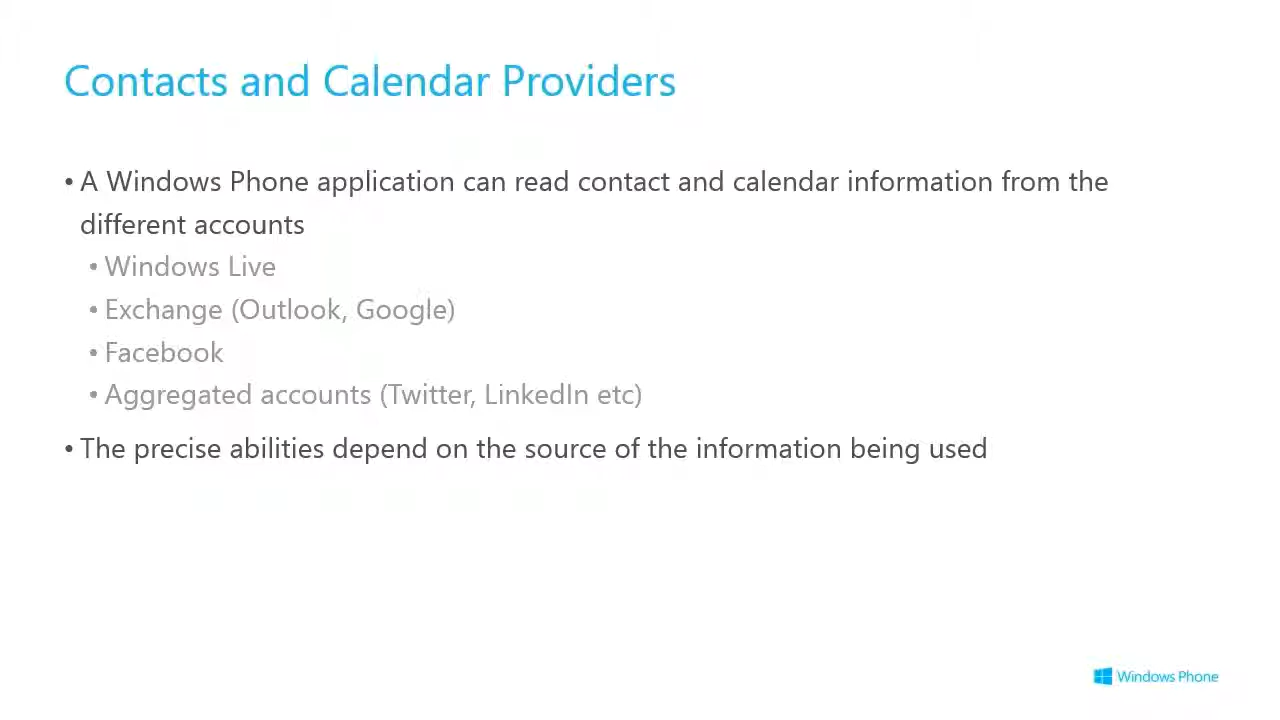 Contacts and Calendar Providers
• A Windows Phone application can read contact and calendar information from the
different accounts
• Windows Live
• Exchange (Outlook, Google)
• Facebook
• Aggregated accounts (Twitter, LinkedIn etc)
• The precise abilities depend on the source of the information being used
Windows Phone